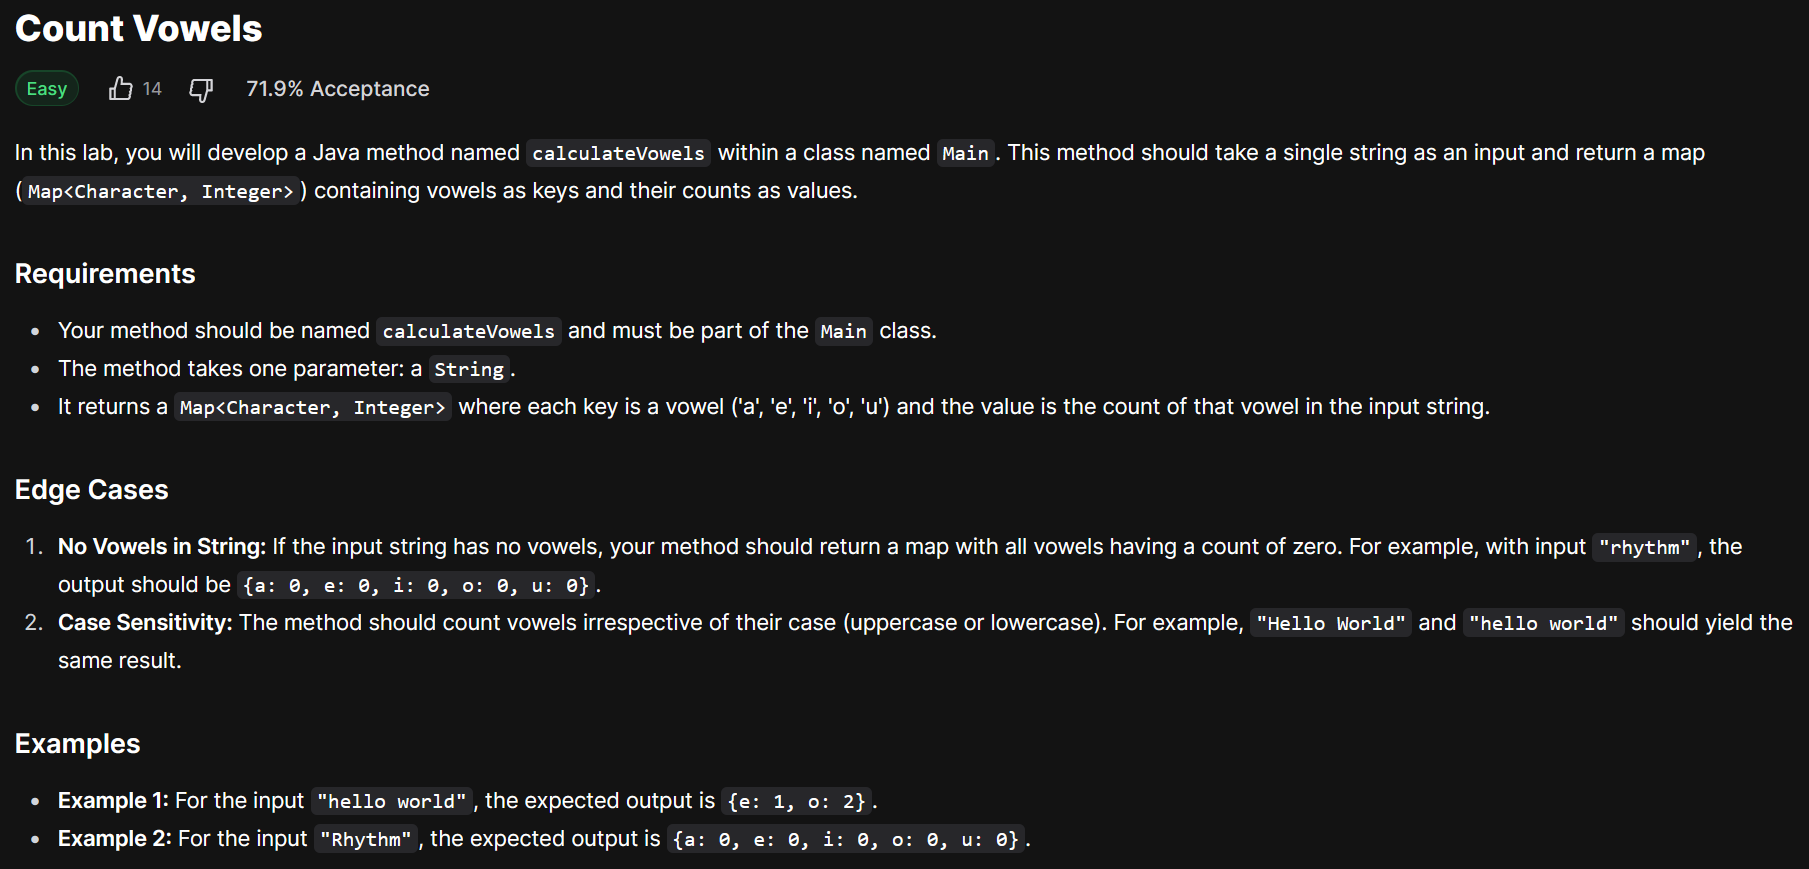 Count Vowels
Easy 14 71.9% Acceptance
In this lab, you will develop a Java method named calculateVowels within a class named Main. This method should take a single string as an input and return a map
(Map<Character, Integer>) containing vowels as keys and their counts as values.
Requirements
• Your method should be named calculateVowels and must be part of the Main class.
• The method takes one parameter: a String.
• It returns a Map<Character, Integer> where each key is a vowel ('a', 'e', 'i', 'o', 'u') and the value is the count of that vowel in the input string.
Edge Cases
1. No Vowels in String: If the input string has no vowels, your method should return a map with all vowels having a count of zero. For example, with input "rhythm", the
output should be {a: 0, e: 0, i: 0, o: 0, u: 0}.
2. Case Sensitivity: The method should count vowels irrespective of their case (uppercase or lowercase). For example, "Hello World" and "hello world" should yield the
same result.
Examples
• Example 1: For the input "hello world", the expected output is {e: 1, o: 2}.
• Example 2: For the input "Rhythm", the expected output is {a: 0, e: 0, i: 0, o: 0, u: 0}.